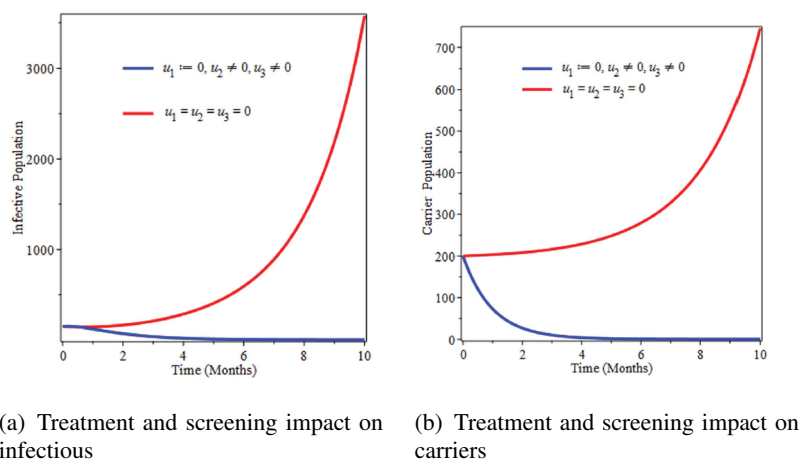 3000
2000
1000
0
2
4
6
8
10
Infective Population
Time (Months)
u₁ := 0, u₂ ≠ 0, u₃ ≠ 0
u₁ = u₂ = u₃ = 0
700
600
500
400
300
200
100
0
0
2
4
6
8
10
Carrier Population
Time (Months)
u₁ := 0, u₂ ≠ 0, u₃ ≠ 0
u₁ = u₂ = u₃ = 0
a) Treatment and screening impact on
infectious
(b) Treatment and screening impact on
carriers